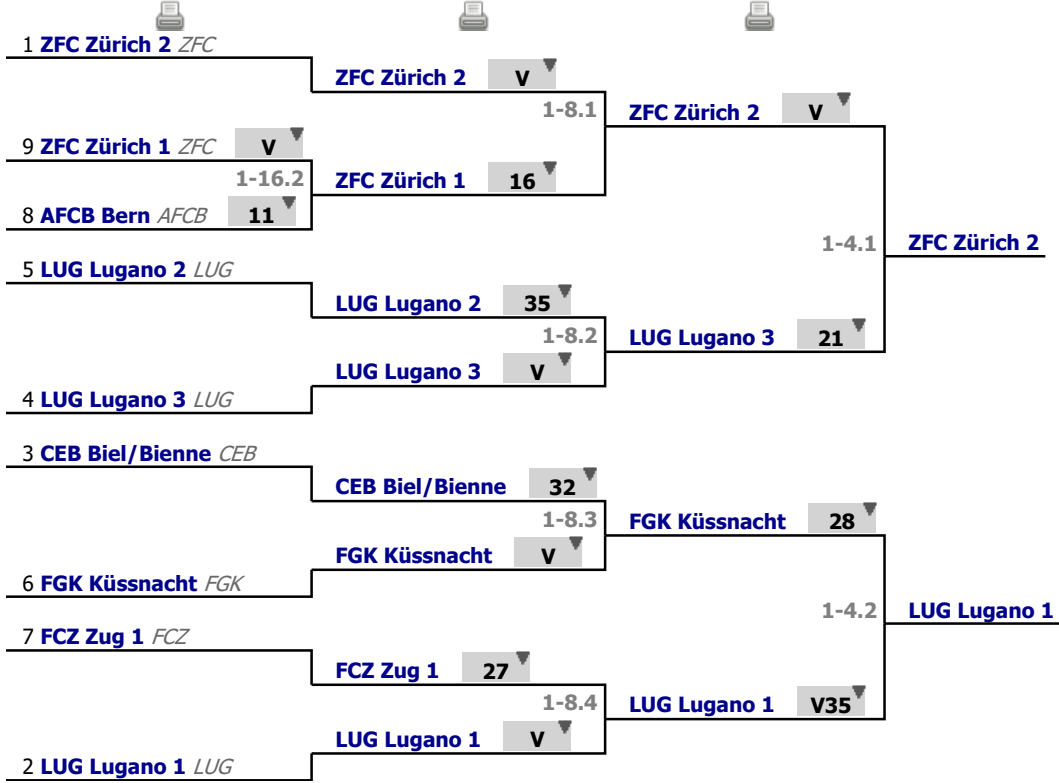 1 ZFC Zürich 2 ZFC
ZFC Zürich 2 V
1-8.1
ZFC Zürich 2 V
9 ZFC Zürich 1 ZFC V
1-16.2
ZFC Zürich 1 16
8 AFCB Bern AFCB 11
1-4.1
ZFC Zürich 2
5 LUG Lugano 2 LUG
LUG Lugano 2 35
1-8.2
LUG Lugano 3 21
LUG Lugano 3 V
4 LUG Lugano 3 LUG
3 CEB Biel/Bienne CEB
CEB Biel/Bienne 32
1-8.3
FGK Küssnacht 28
FGK Küssnacht V
6 FGK Küssnacht FGK
1-4.2
LUG Lugano 1
7 FCZ Zug 1 FCZ
FCZ Zug 1 27
1-8.4
LUG Lugano 1 V35
LUG Lugano 1 V
2 LUG Lugano 1 LUG